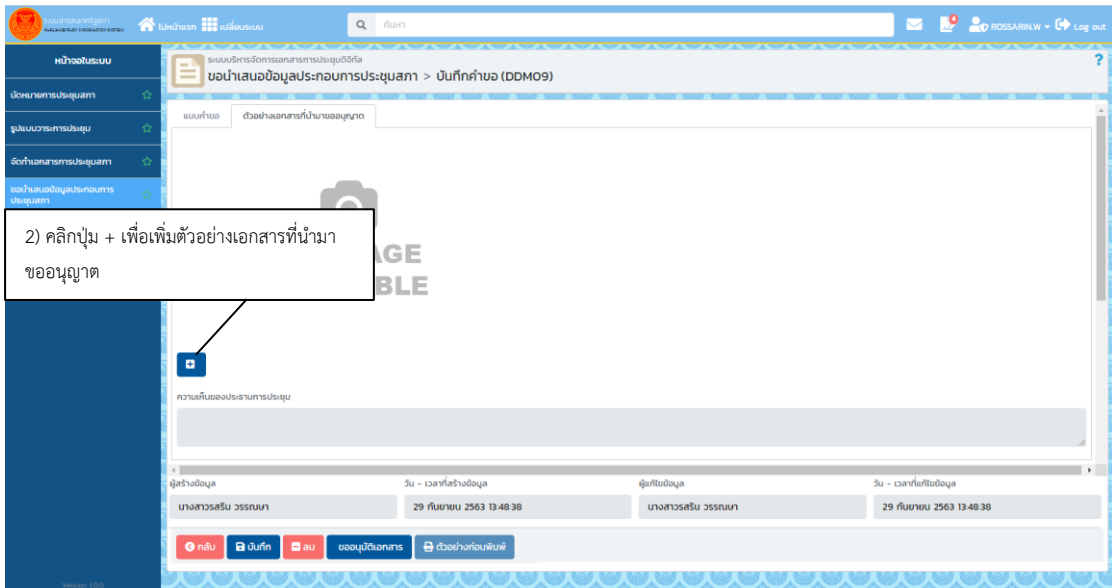 ระบบสารสนเทศรัฐสภา
PARLIAMENTARY INFORMATION SYSTEM
ไปหน้าแรก
เปลี่ยนระบบ
ค้นหา
4
ROSSARIN.W
Log out
หน้าจอในระบบ
นัดหมายการประชุมสภา
รูปแบบวาระการประชุม
จัดทำเอกสารการประชุมสภา
ขอนำเสนอข้อมูลประกอบการ
ประชุมสภา
ระบบบริหารจัดการเอกสารการประชุมดิจิทัล
ขอนำเสนอข้อมูลประกอบการประชุมสภา > บันทึกคำขอ (DDM09)
?
แบบคำขอ
ตัวอย่างเอกสารที่นำมาขออนุญาต
2) คลิกปุ่ม + เพื่อเพิ่มตัวอย่างเอกสารที่นำมา
ขออนุญาต
AGE
BLE
ความเห็นของประธานการประชุม
ผู้สร้างข้อมูล
วัน - เวลาที่สร้างข้อมูล
ผู้แก้ไขข้อมูล
วัน - เวลาที่แก้ไขข้อมูล
นางสาวรสริน วรรณษา
29 กันยายน 2563 13:48:38
นางสาวรสริน วรรณษา
29 กันยายน 2563 13:48:38
กลับ
บันทึก
ลบ
ขออนุมัติเอกสาร
ตัวอย่างก่อนพิมพ์
Version 1.0.0